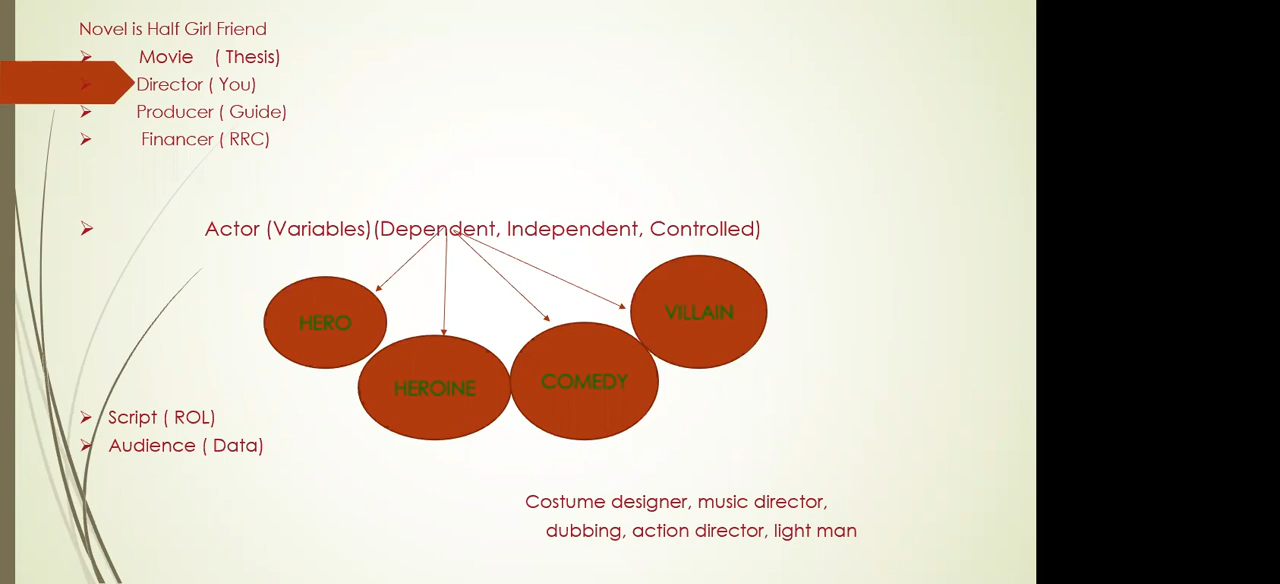 Novel is Half Girl Friend
Movie ( Thesis)
Director ( You)
Producer ( Guide)
Financer ( RRC)
Actor (Variables)(Dependent, Independent, Controlled)
HERO
HEROINE
COMEDY
VILLAIN
Script ( ROL)
Audience ( Data)
Costume designer, music director,
dubbing, action director, light man